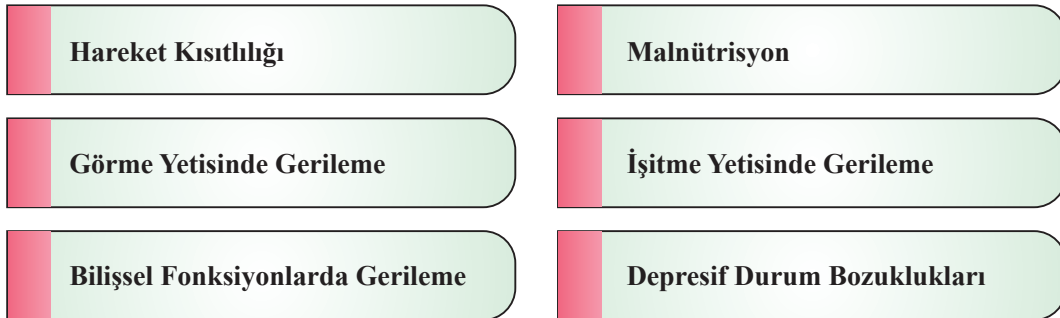 Hareket Kısıtlılığı
Malnütrisyon
Görme Yetisinde Gerileme
İşitme Yetisinde Gerileme
Bilişsel Fonksiyonlarda Gerileme
Depresif Durum Bozuklukları